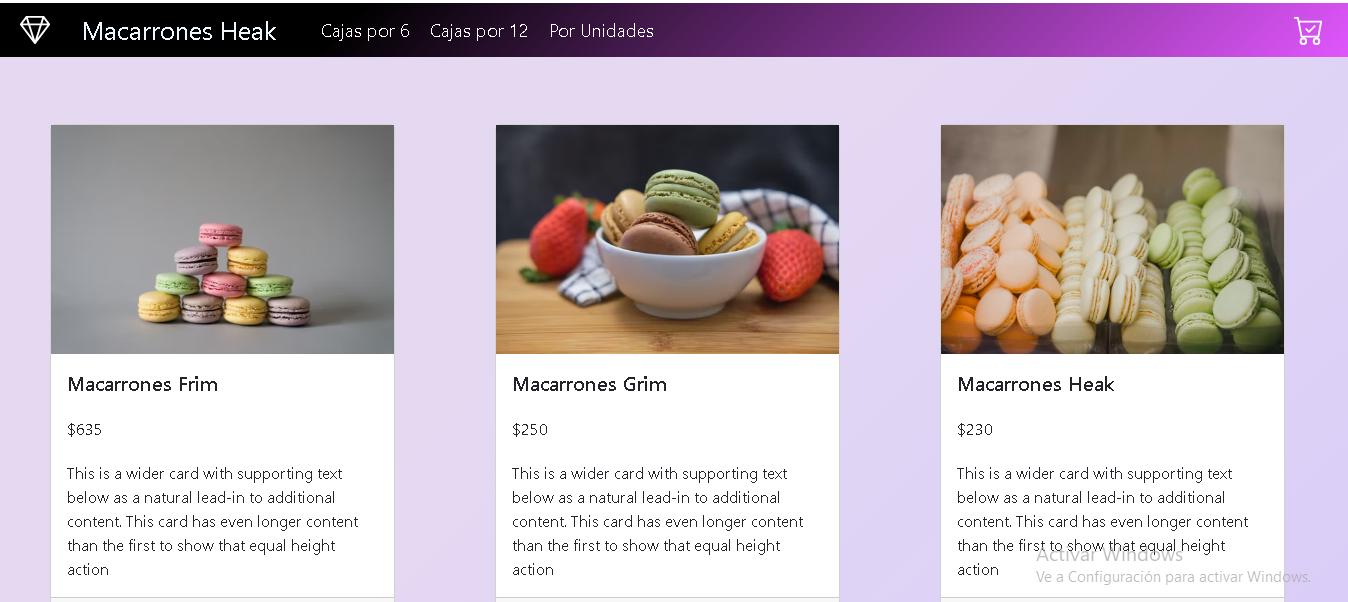 Macarrones Heak
Cajas por 6
Cajas por 12
Por Unidades
Macarrones Frim
$635
This is a wider card with supporting text
below as a natural lead-in to additional
content. This card has even longer content
than the first to show that equal height
action
Macarrones Grim
$250
This is a wider card with supporting text
below as a natural lead-in to additional
content. This card has even longer content
than the first to show that equal height
action
Macarrones Heak
$230
This is a wider card with supporting text
below as a natural lead-in to additional
content. This card has even longer content
than the first to show that equal height
action
Activar Windows
Ve a Configuración para activar Windows.